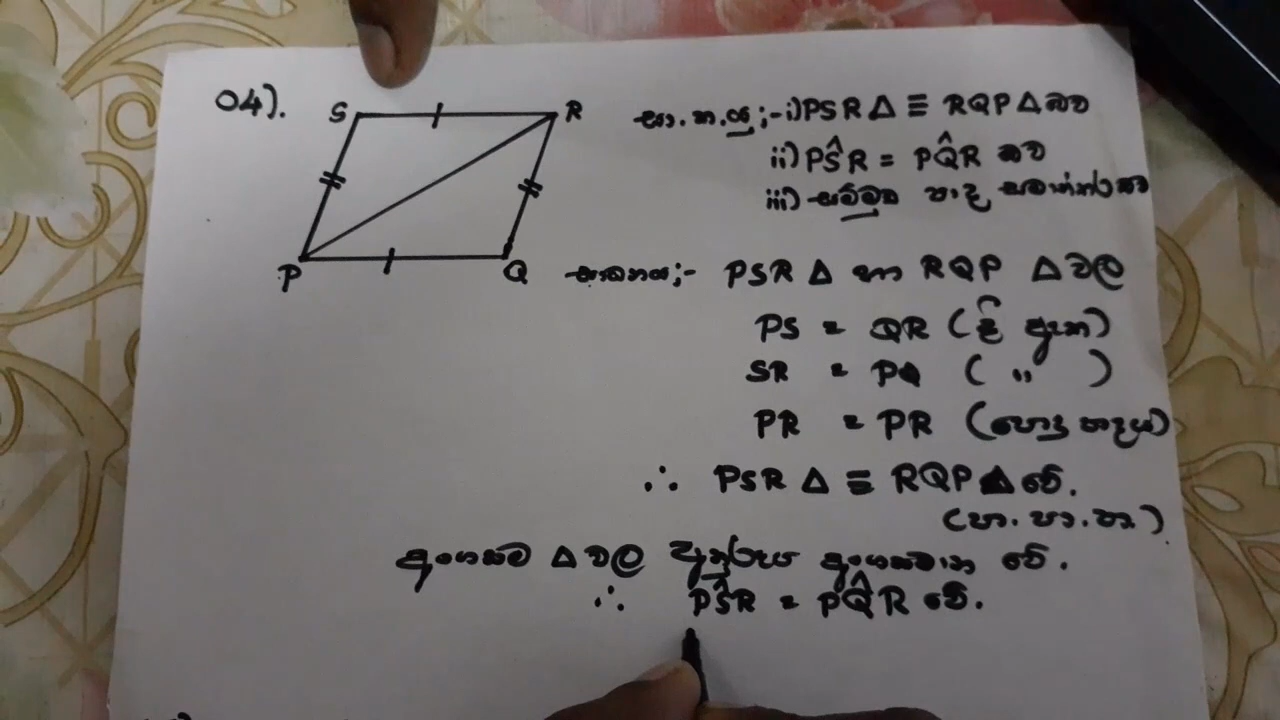 04).
S R
P Q
සා.ක.යු;- i) PSR Δ ≡ RQP Δ බව
ii) PŜR = PQ̂R බව
iii) සම්මුඛ පාද සමාන්තර බව
සාධනය;- PSR Δ හා RQP Δ වල
PS = QR (දී ඇත)
SR = PQ ( " )
PR = PR (පොදු පාදය)
∴ PSR Δ ≡ RQP Δ වේ.
(පා.පා.පා)
අංගසම Δ වල අනුරූප අංග සමාන වේ.
∴ PŜR = PQ̂R වේ.